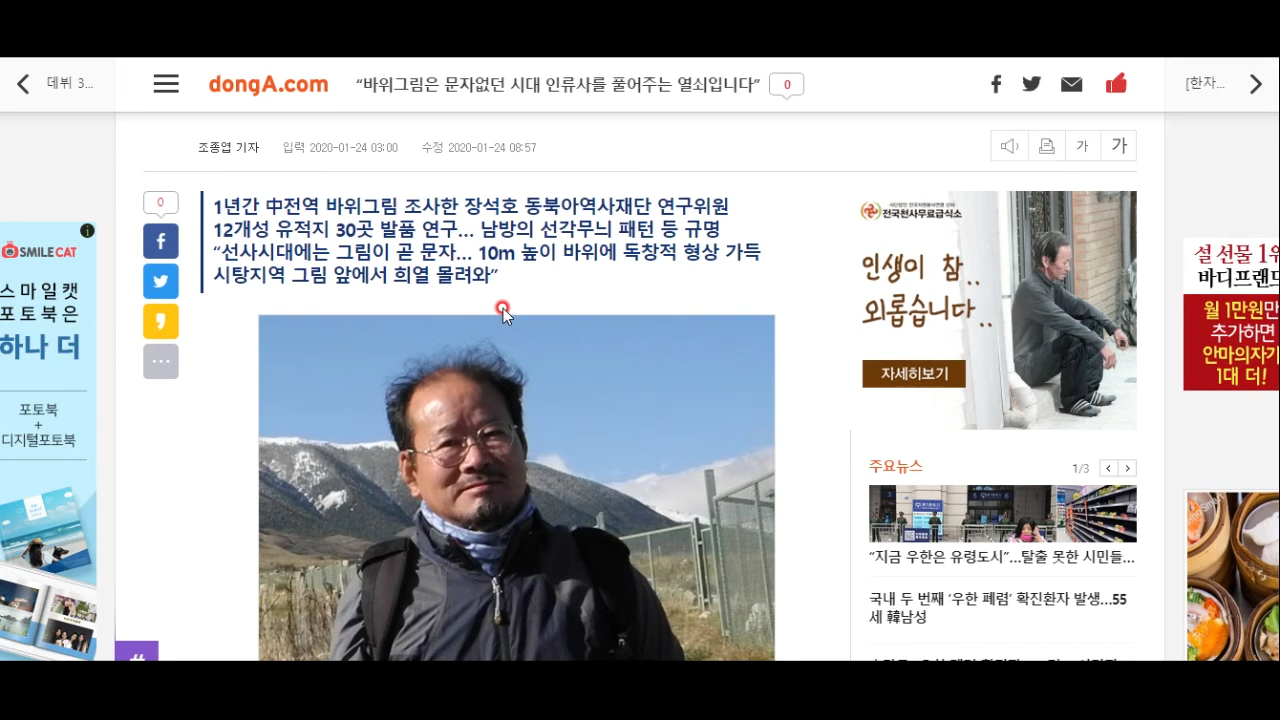 데뷔 3...
dongA.com
“바위그림은 문자없던 시대 인류사를 풀어주는 열쇠입니다”
0
[한자...
조종엽 기자
입력 2020-01-24 03:00
수정 2020-01-24 08:57
가
가
0
1년간 中전역 바위그림 조사한 장석호 동북아역사재단 연구위원
12개성 유적지 30곳 발품 연구... 남방의 선각무늬 패턴 등 규명
“선사시대에는 그림이 곧 문자... 10m 높이 바위에 독창적 형상 가득
시탕지역 그림 앞에서 희열 몰려와”
SMILE CAT
스 마 일 캣
포 토 북 은
하나 더
포토북
+
디지털포토북
#
전국천사무료급식소
인생이 참..
외롭습니다..
자세히보기
주요뉴스
1/3
“지금 우한은 유령도시”...탈출 못한 시민들...
국내 두 번째 ‘우한 폐렴’ 확진환자 발생...55
세 韓남성
설 선물 1위
바디프랜드
월 1만원만
추가하면
안마의자가
1대 더!